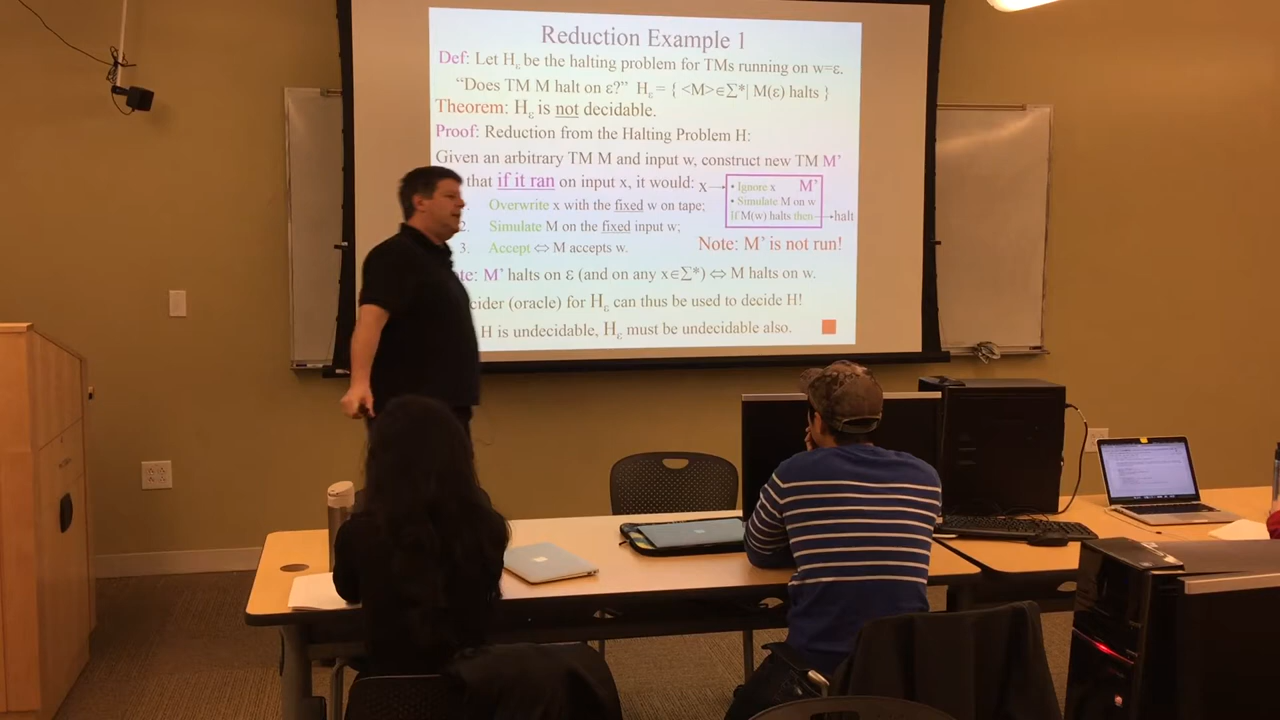 Reduction Example 1
Def: Let Hε be the halting problem for TMs running on w=ε.
“Does TM M halt on ε?” Hε = { <M>∈Σ*| M(ε) halts }
Theorem: Hε is not decidable.
Proof: Reduction from the Halting Problem H:
Given an arbitrary TM M and input w, construct new TM M’
that if it ran on input x, it would:
x
• Ignore x M’
• Simulate M on w
If M(w) halts then
halt
Overwrite x with the fixed w on tape;
2. Simulate M on the fixed input w;
3. Accept ⇔ M accepts w.
Note: M’ is not run!
M’ halts on ε (and on any x∈Σ*) ⇔ M halts on w.
(oracle) for Hε can thus be used to decide H!
H is undecidable, Hε must be undecidable also.